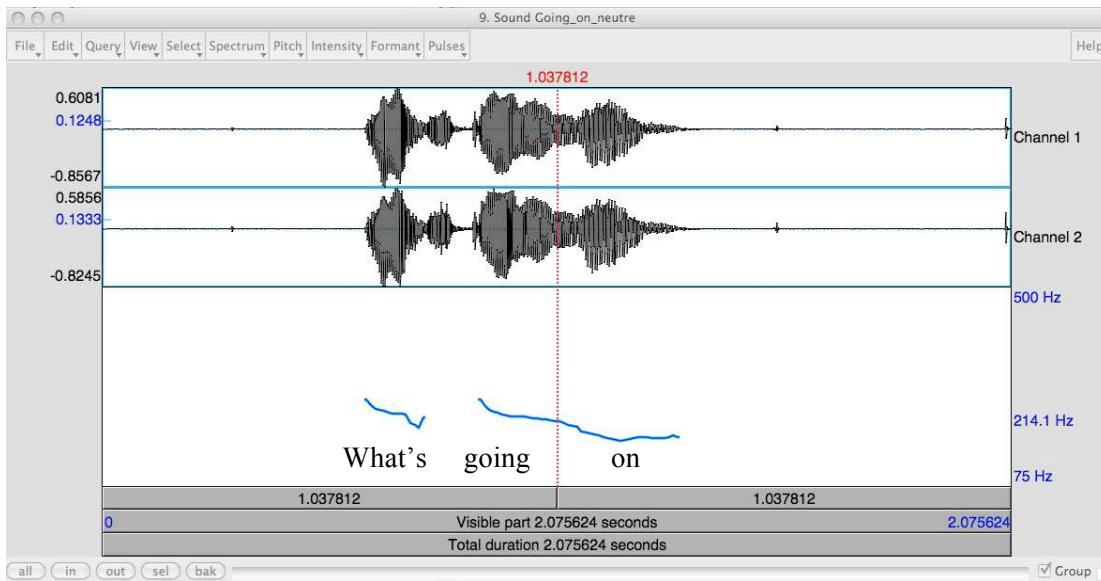 9. Sound Going_on_neutre
File Edit Query View Select Spectrum Pitch Intensity Formant Pulses Help
1.037812
0.6081
0.1248
Channel 1
-0.8567
0.5856
0.1333
Channel 2
-0.8245
500 Hz
214.1 Hz
What's going on
75 Hz
1.037812 1.037812
0 Visible part 2.075624 seconds 2.075624
Total duration 2.075624 seconds
all in out sel bak Group